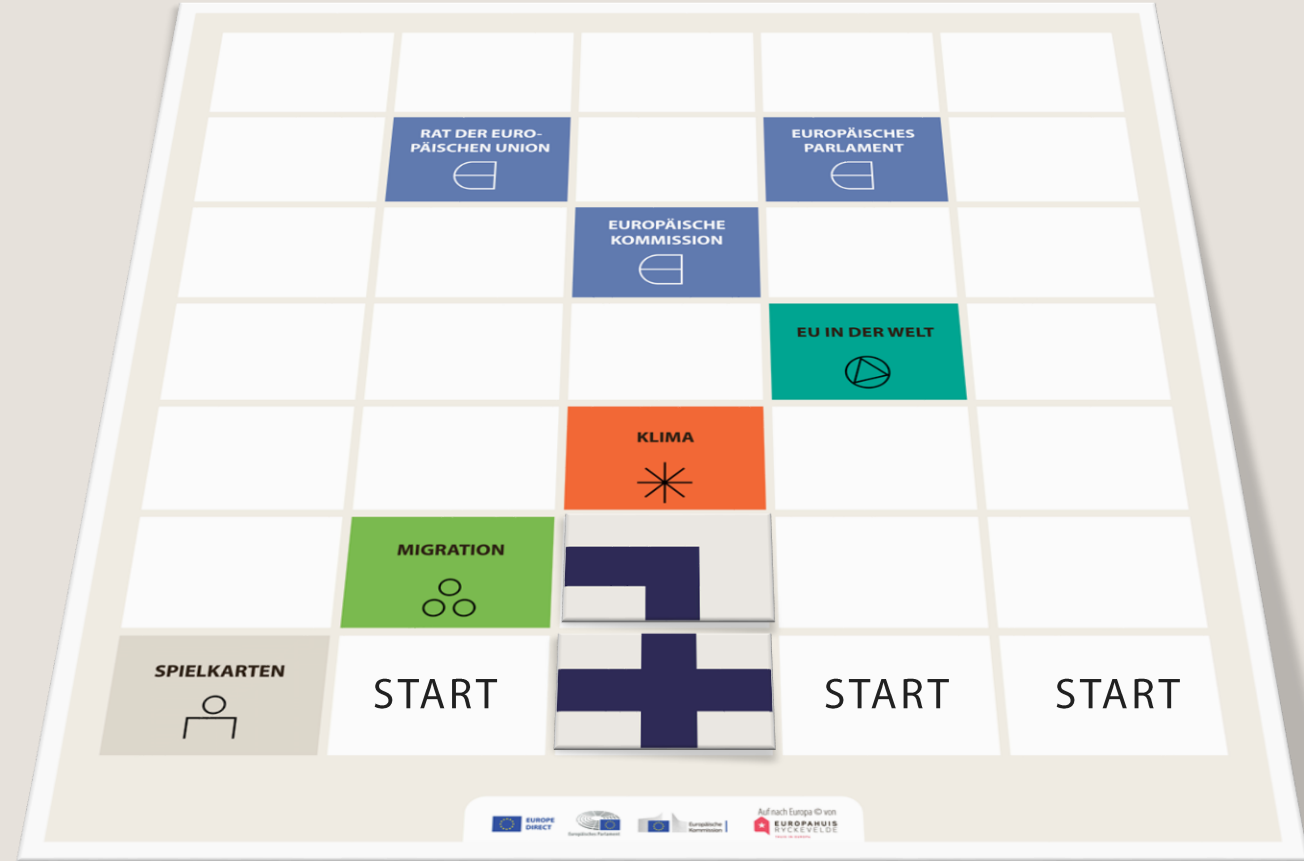 RAT DER EURO-
PÄISCHEN UNION
EUROPÄISCHES
PARLAMENT
EUROPÄISCHE
KOMMISSION
EU IN DER WELT
KLIMA
MIGRATION
SPIELKARTEN
START
START
START
EUROPE
DIRECT
Europäisches Parlament
Europäische
Kommission
Auf nach Europa © von
EUROPAHUIS
RYCKEVELDE